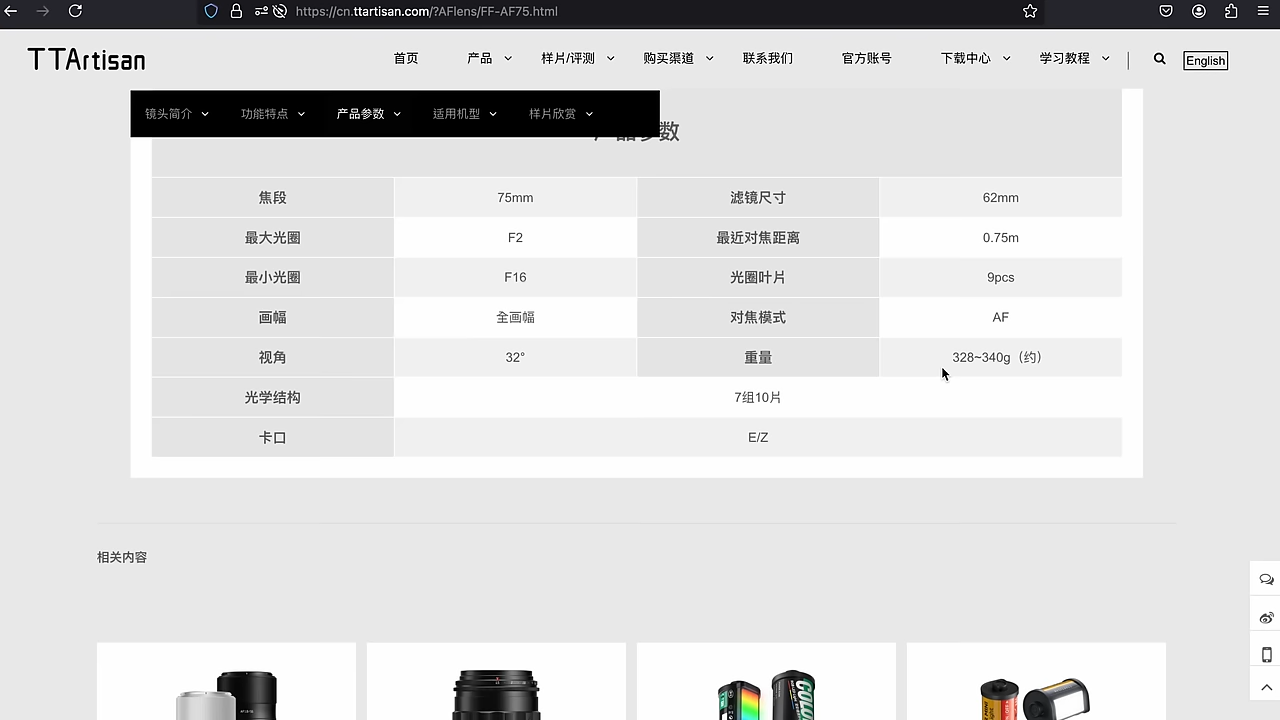 https://cn.ttartisan.com/?AFlens/FF-AF75.html
TTArtisan 首页 产品 样片/评测 购买渠道 联系我们 官方账号 下载中心 学习教程 English
镜头简介 功能特点 产品参数 适用机型 样片欣赏
产品参数
焦段 75mm 滤镜尺寸 62mm
最大光圈 F2 最近对焦距离 0.75m
最小光圈 F16 光圈叶片 9pcs
画幅 全画幅 对焦模式 AF
视角 32° 重量 328~340g（约）
光学结构 7组10片
卡口 E/Z
相关内容